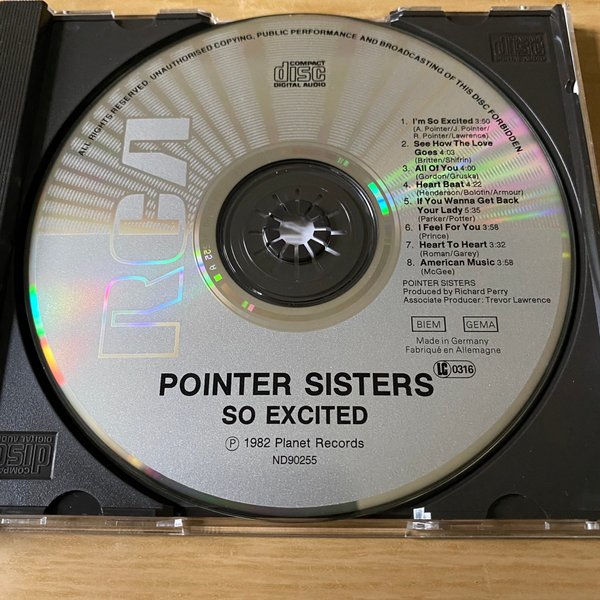 ALL RIGHTS RESERVED. UNAUTHORISED COPYING, PUBLIC PERFORMANCE AND BROADCASTING OF THIS DISC FORBIDDEN.
COMPACT
disc
DIGITAL AUDIO
RCA
1. I'm So Excited 3:50
(A. Pointer/J. Pointer/
R. Pointer/Lawrence)
2. See How The Love
Goes 4:03
(Britten/Shifrin)
3. All Of You 4:00
(Gordon/Gruska)
4. Heart Beat 4:22
(Henderson/Bolotin/Armour)
5. If You Wanna Get Back
Your Lady 5:35
(Parker/Potter)
6. I Feel For You 3:58
(Prince)
7. Heart To Heart 3:32
(Roman/Garey)
8. American Music 3:58
(McGee)
POINTER SISTERS
Produced by Richard Perry
Associate Producer: Trevor Lawrence
BIEM GEMA
Made in Germany
Fabriqué en Allemagne
LC 0316
POINTER SISTERS
SO EXCITED
Ⓟ 1982 Planet Records
ND90255
COMPACT
disc
DIGITAL AUDIO